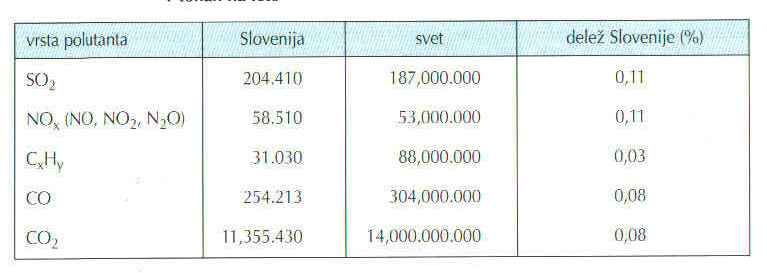 vrsta polutanta Slovenija svet delež Slovenije (%)
SO₂ 204.410 187,000.000 0,11
NOₓ (NO, NO₂, N₂O) 58.510 53,000.000 0,11
CₓHᵧ 31.030 88,000.000 0,03
CO 254.213 304,000.000 0,08
CO₂ 11,355.430 14,000.000.000 0,08